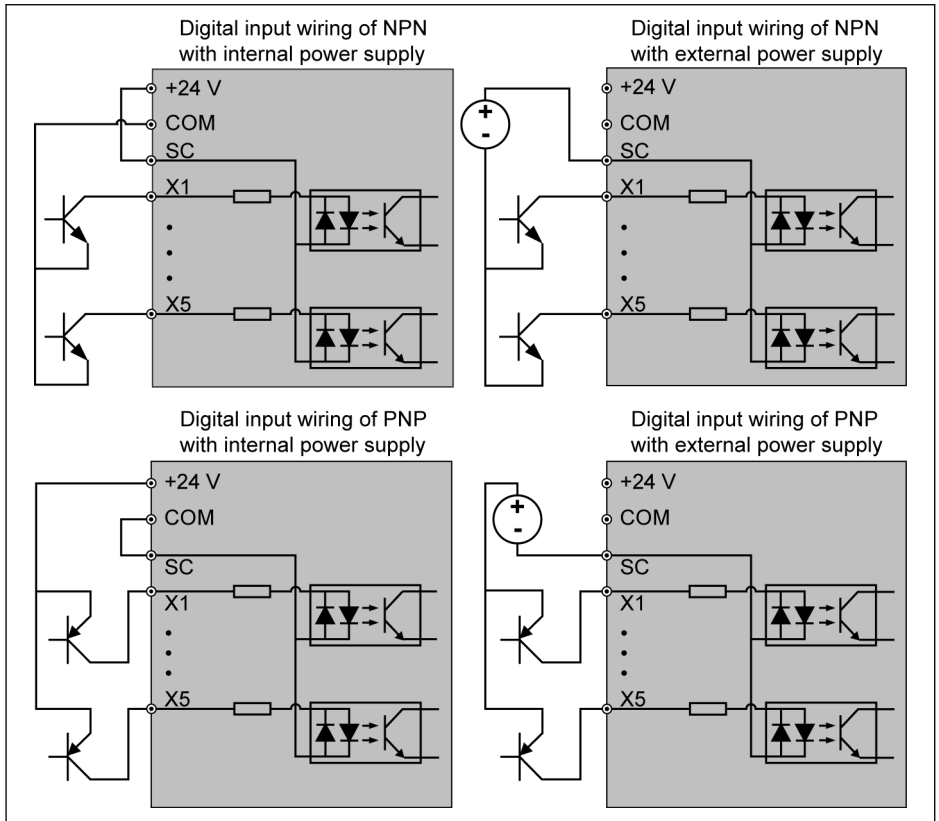 Digital input wiring of NPN
with internal power supply
+24 V
COM
SC
X1
X5
Digital input wiring of NPN
with external power supply
+
-
+24 V
COM
SC
X1
X5
Digital input wiring of PNP
with internal power supply
+24 V
COM
SC
X1
X5
Digital input wiring of PNP
with external power supply
+
-
+24 V
COM
SC
X1
X5